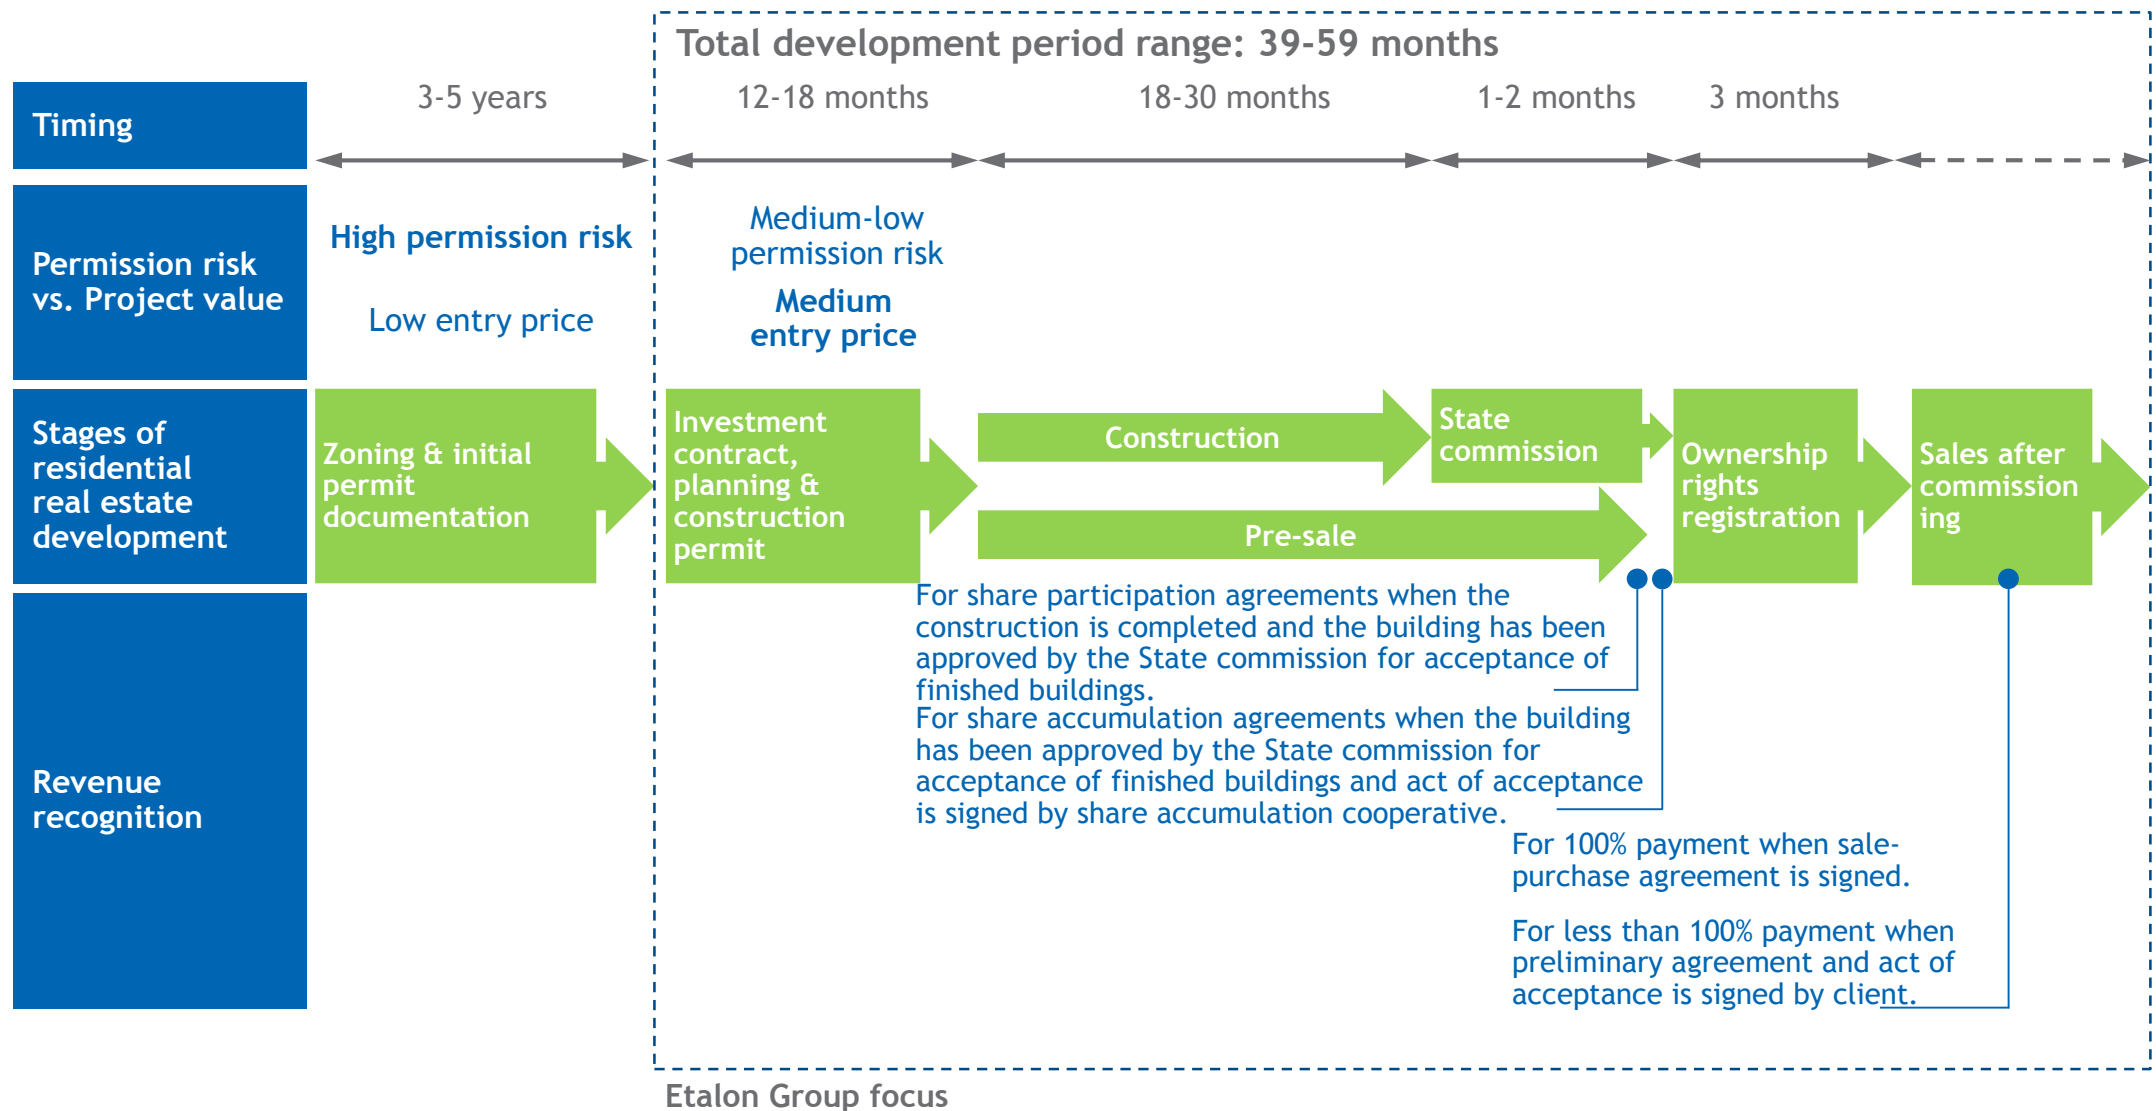 Total development period range: 39-59 months
Timing
3-5 years
12-18 months
18-30 months
1-2 months
3 months
Permission risk
vs. Project value
High permission risk
Low entry price
Medium-low
permission risk
Medium
entry price
Stages of
residential
real estate
development
Zoning & initial
permit
documentation
Investment
contract,
planning &
construction
permit
Construction
Pre-sale
State
commission
Ownership
rights
registration
Sales after
commission
ing
Revenue
recognition
For share participation agreements when the
construction is completed and the building has been
approved by the State commission for acceptance of
finished buildings.
For share accumulation agreements when the building
has been approved by the State commission for
acceptance of finished buildings and act of acceptance
is signed by share accumulation cooperative.
For 100% payment when sale-
purchase agreement is signed.
For less than 100% payment when
preliminary agreement and act of
acceptance is signed by client.
Etalon Group focus